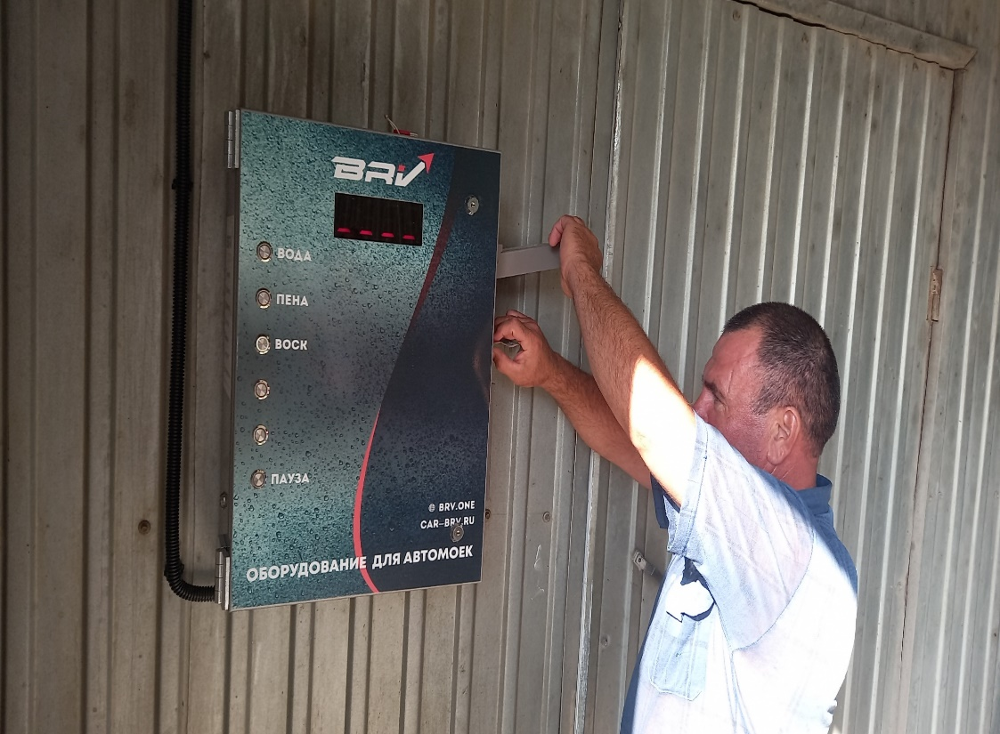 BRV
ВОДА
ПЕНА
ВОСК
ПАУЗА
BRV.ONE
CAR-BRV.RU
ОБОРУДОВАНИЕ ДЛЯ АВТОМОЕК